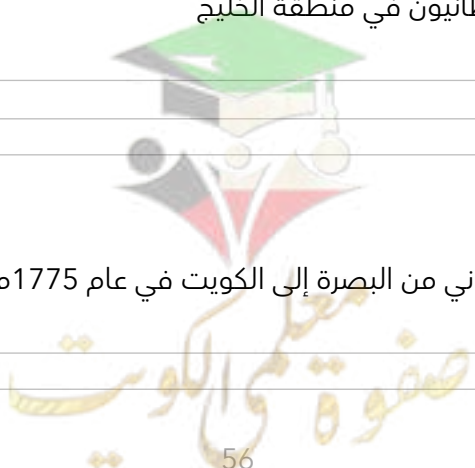 طانيون في منطقة الخليج
ني من البصرة إلى الكويت في عام 1775م
صفوة معلمي الكويت
56